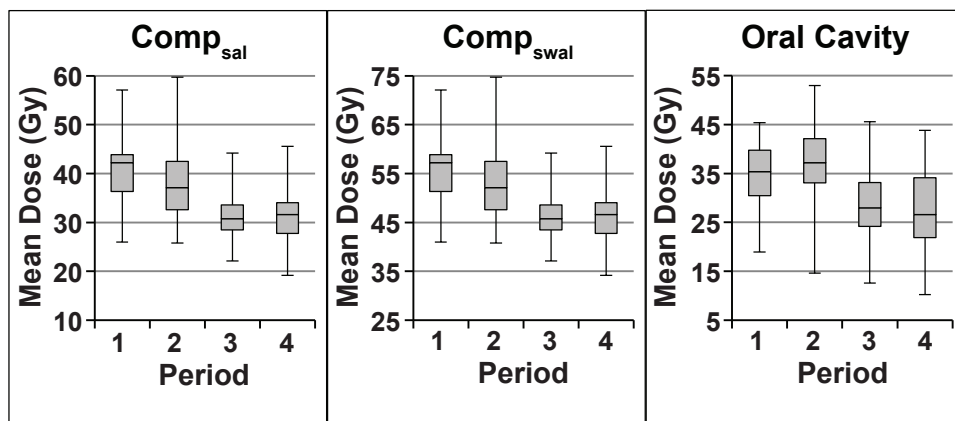 Comp_sal
Mean Dose (Gy)
60
50
40
30
20
10
1 2 3 4
Period
Comp_swal
Mean Dose (Gy)
75
65
55
45
35
25
1 2 3 4
Period
Oral Cavity
Mean Dose (Gy)
55
45
35
25
15
5
1 2 3 4
Period